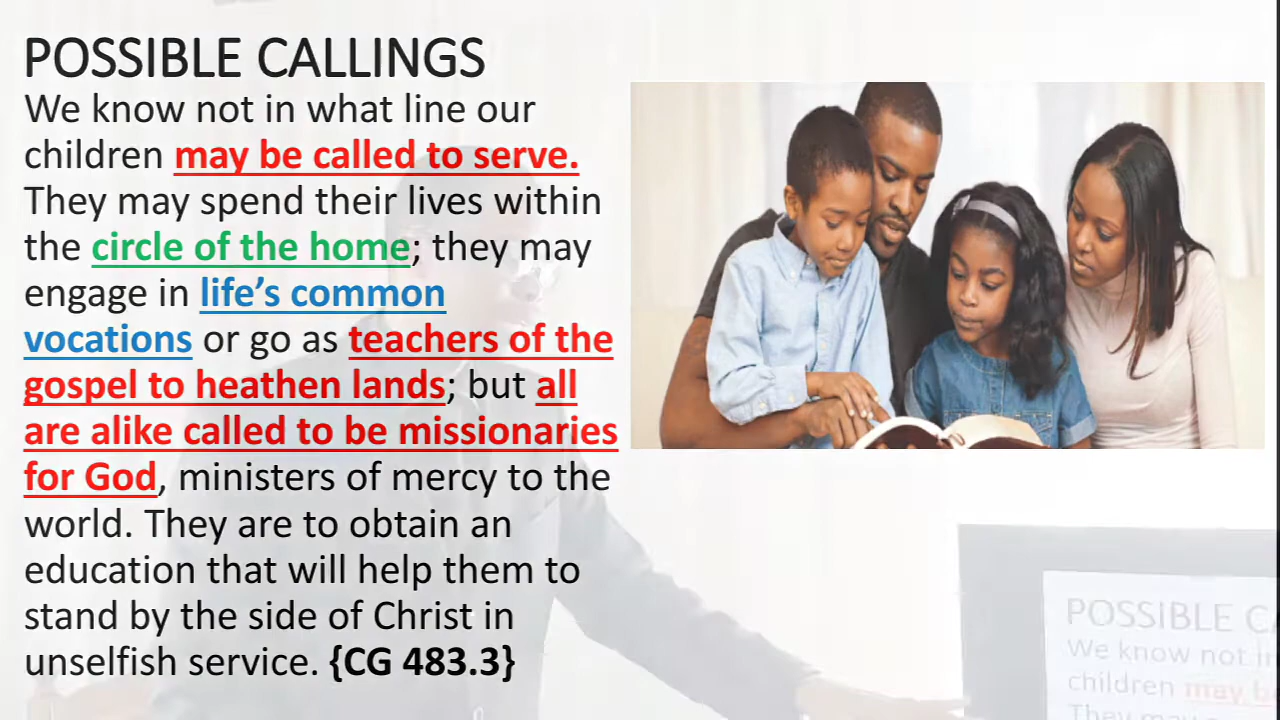 POSSIBLE CALLINGS
We know not in what line our
children may be called to serve.
They may spend their lives within
the circle of the home; they may
engage in life’s common
vocations or go as teachers of the
gospel to heathen lands; but all
are alike called to be missionaries
for God, ministers of mercy to the
world. They are to obtain an
education that will help them to
stand by the side of Christ in
unselfish service. {CG 483.3}
POSSIBLE C
We know not in
children may be
They may